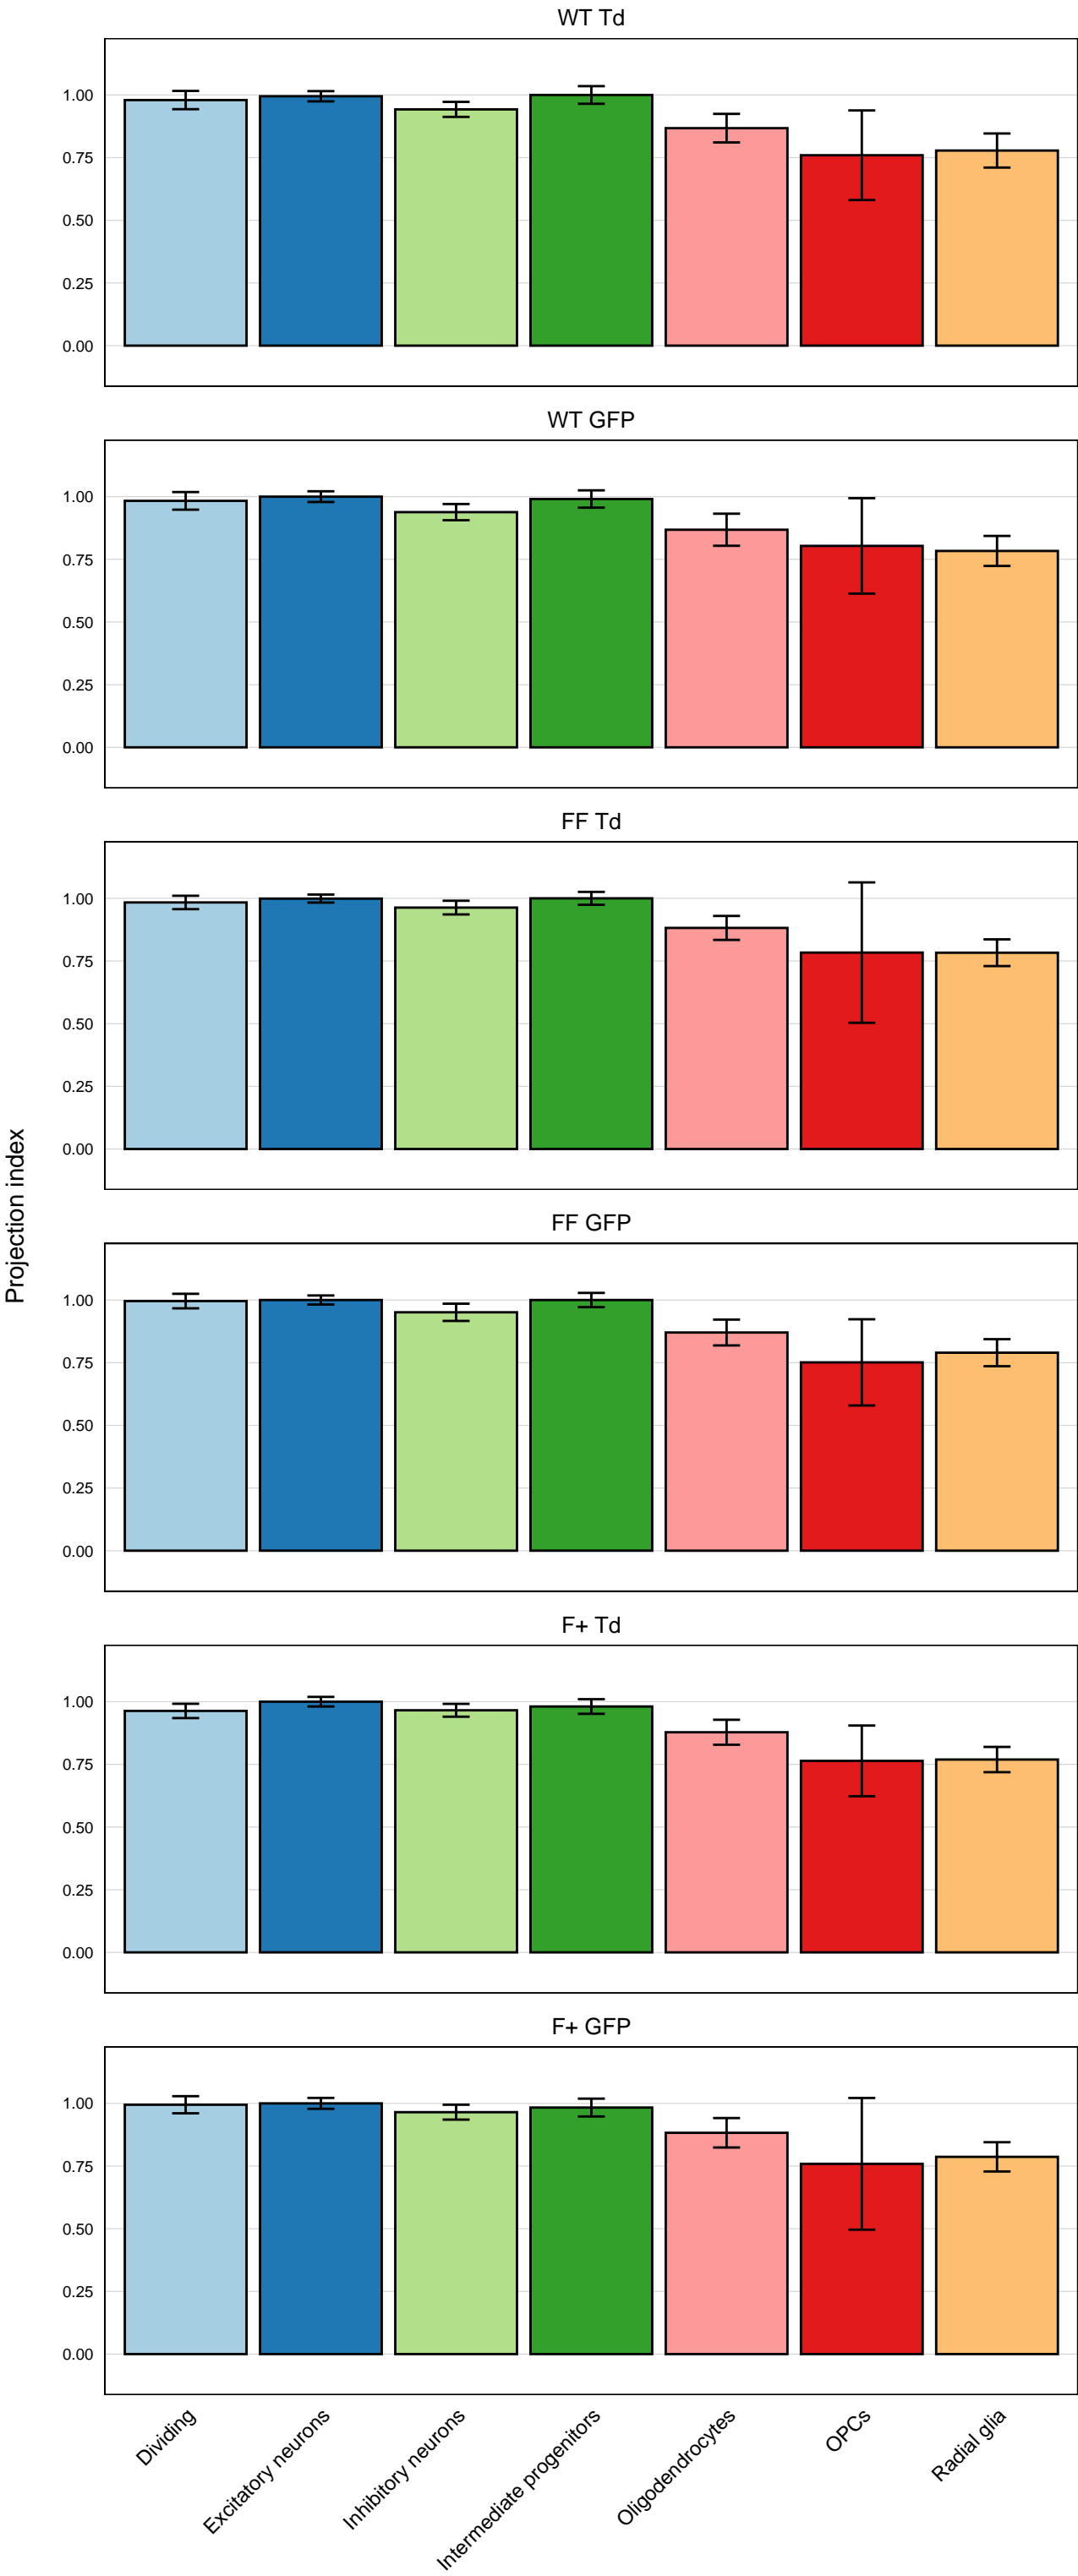 WT Td
1.00
0.75
0.50
0.25
0.00
WT GFP
1.00
0.75
0.50
0.25
0.00
FF Td
1.00
0.75
0.50
0.25
0.00
Projection index
FF GFP
1.00
0.75
0.50
0.25
0.00
F+ Td
1.00
0.75
0.50
0.25
0.00
F+ GFP
1.00
0.75
0.50
0.25
0.00
Dividing
Excitatory neurons
Inhibitory neurons
Intermediate progenitors
Oligodendrocytes
OPCs
Radial glia